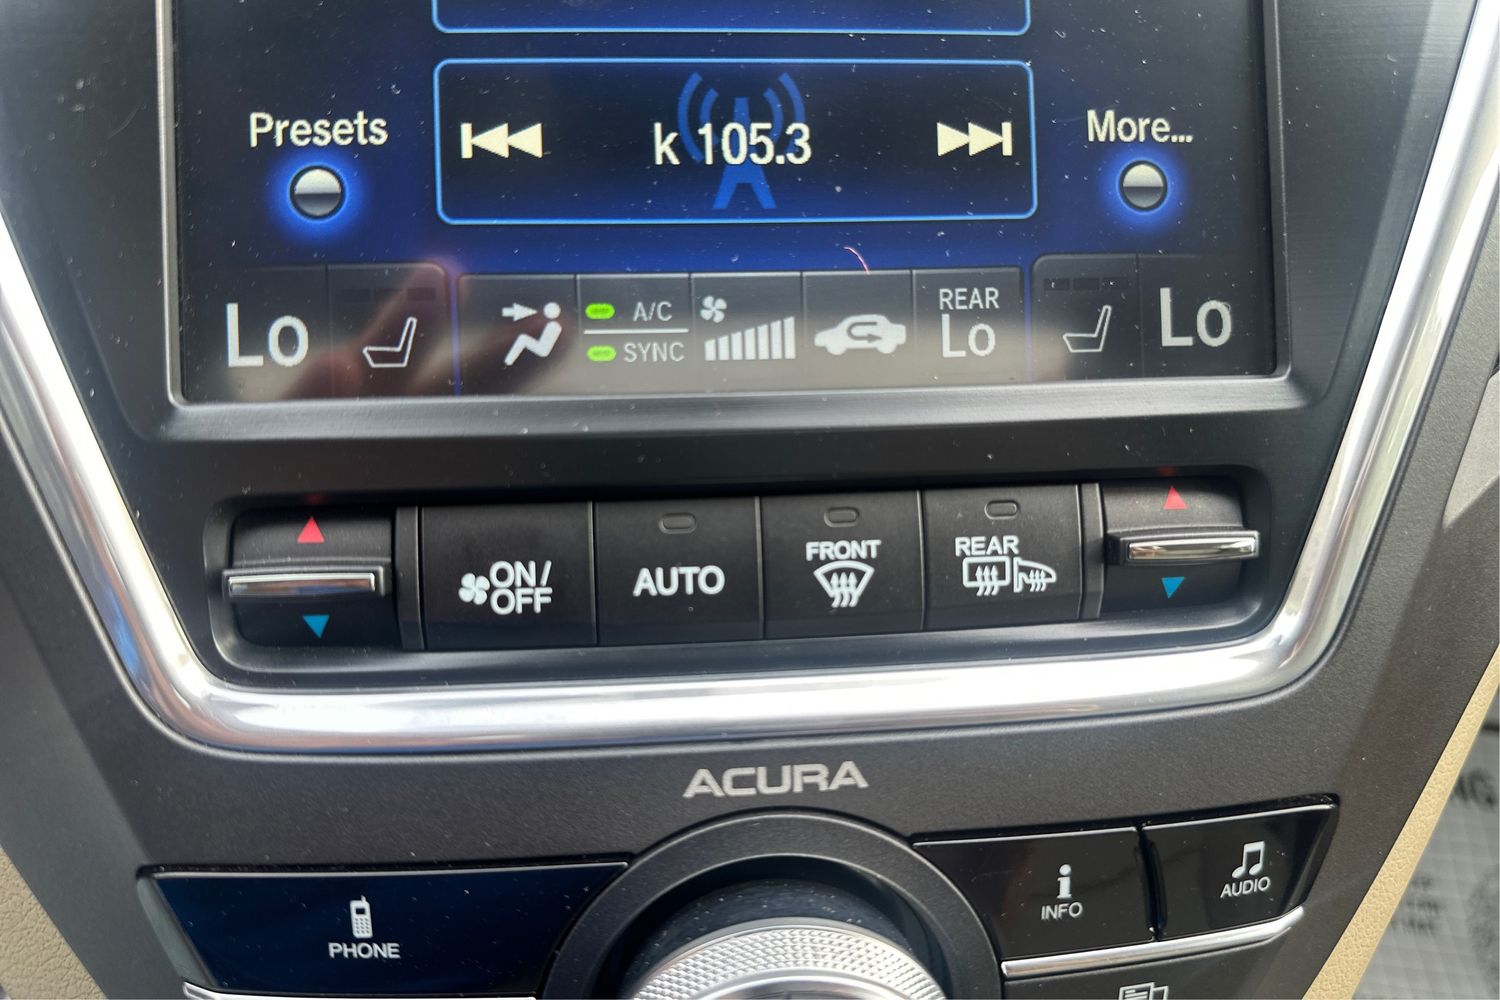 Presets
k 105.3
More...
Lo
A/C
SYNC
REAR
Lo
Lo
ON/
OFF
AUTO
FRONT
REAR
ACURA
PHONE
i
INFO
AUDIO